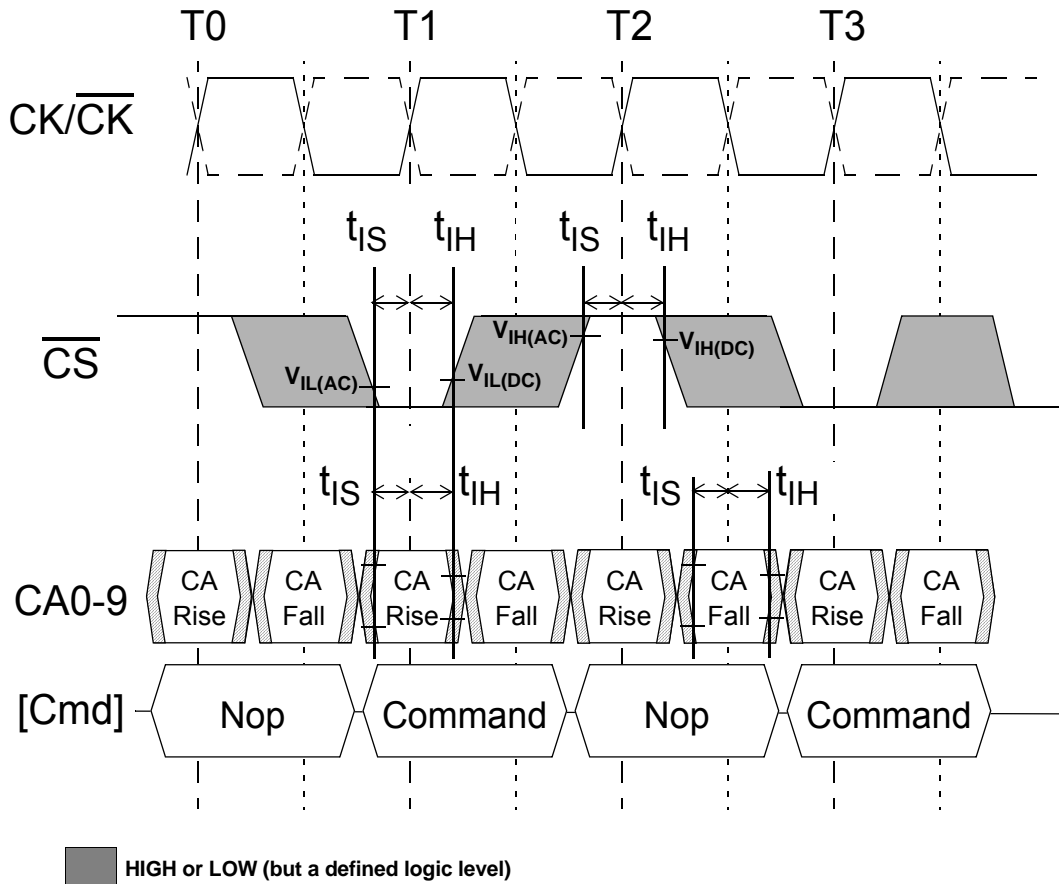 T0 T1 T2 T3
CK/C̅K̅
tIS tIH tIS tIH
C̅S̅
VIL(AC) VIL(DC) VIH(AC) VIH(DC)
tIS tIH tIS tIH
CA0-9 CA Rise CA Fall CA Rise CA Fall CA Rise CA Fall CA Rise CA Fall
[Cmd] Nop Command Nop Command
HIGH or LOW (but a defined logic level)